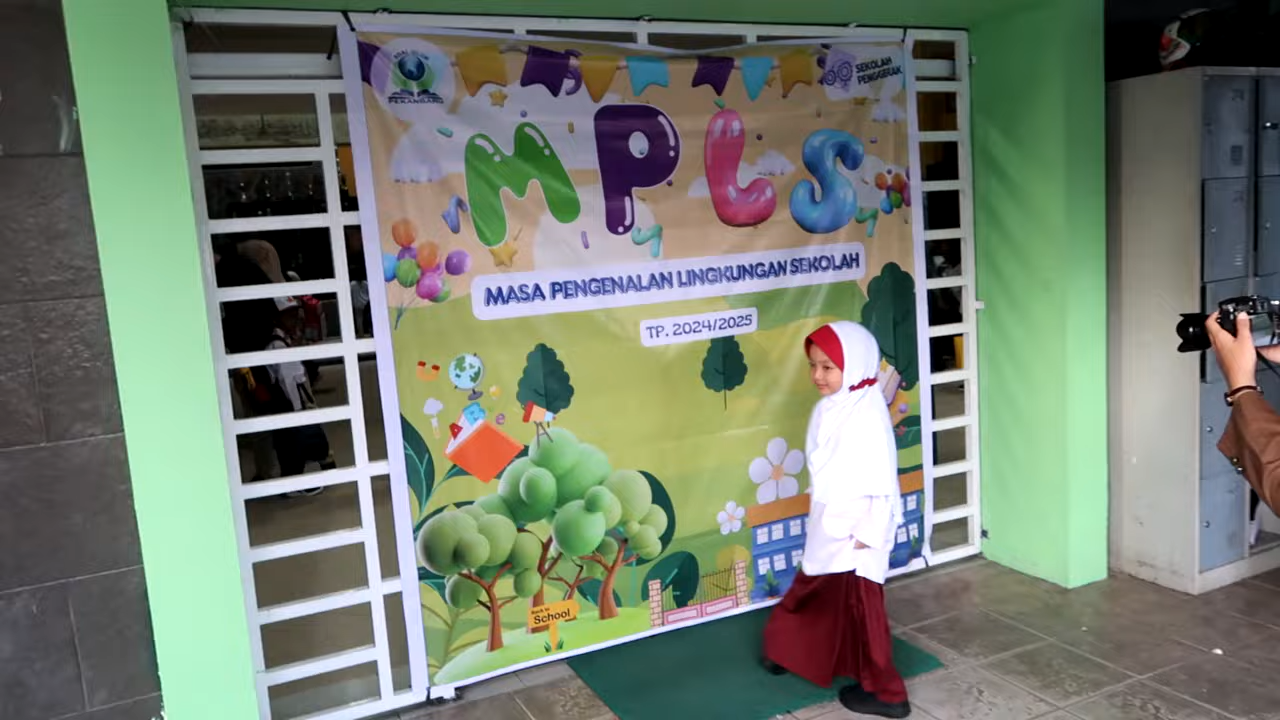 PEKANBARU
SEKOLAH
PENGGERAK
MPLS
MASA PENGENALAN LINGKUNGAN SEKOLAH
TP. 2024/2025
Back to
School